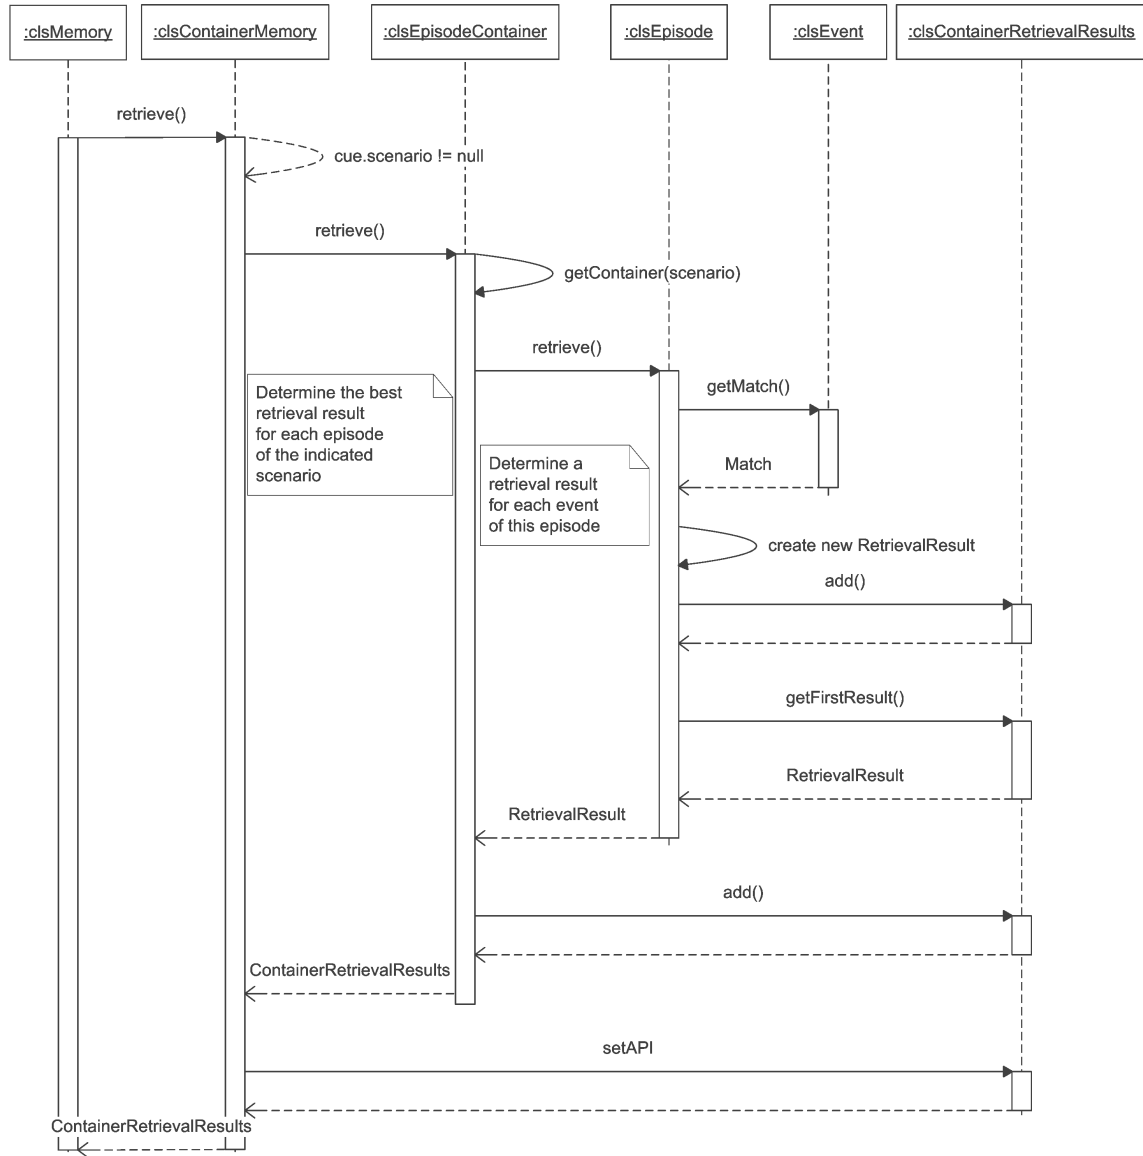 :clsMemory
:clsContainerMemory
:clsEpisodeContainer
:clsEpisode
:clsEvent
:clsContainerRetrievalResults
retrieve()
cue.scenario != null
retrieve()
getContainer(scenario)
retrieve()
getMatch()
Determine the best
retrieval result
for each episode
of the indicated
scenario
Determine a
retrieval result
for each event
of this episode
Match
create new RetrievalResult
add()
getFirstResult()
RetrievalResult
RetrievalResult
add()
ContainerRetrievalResults
setAPI
ContainerRetrievalResults